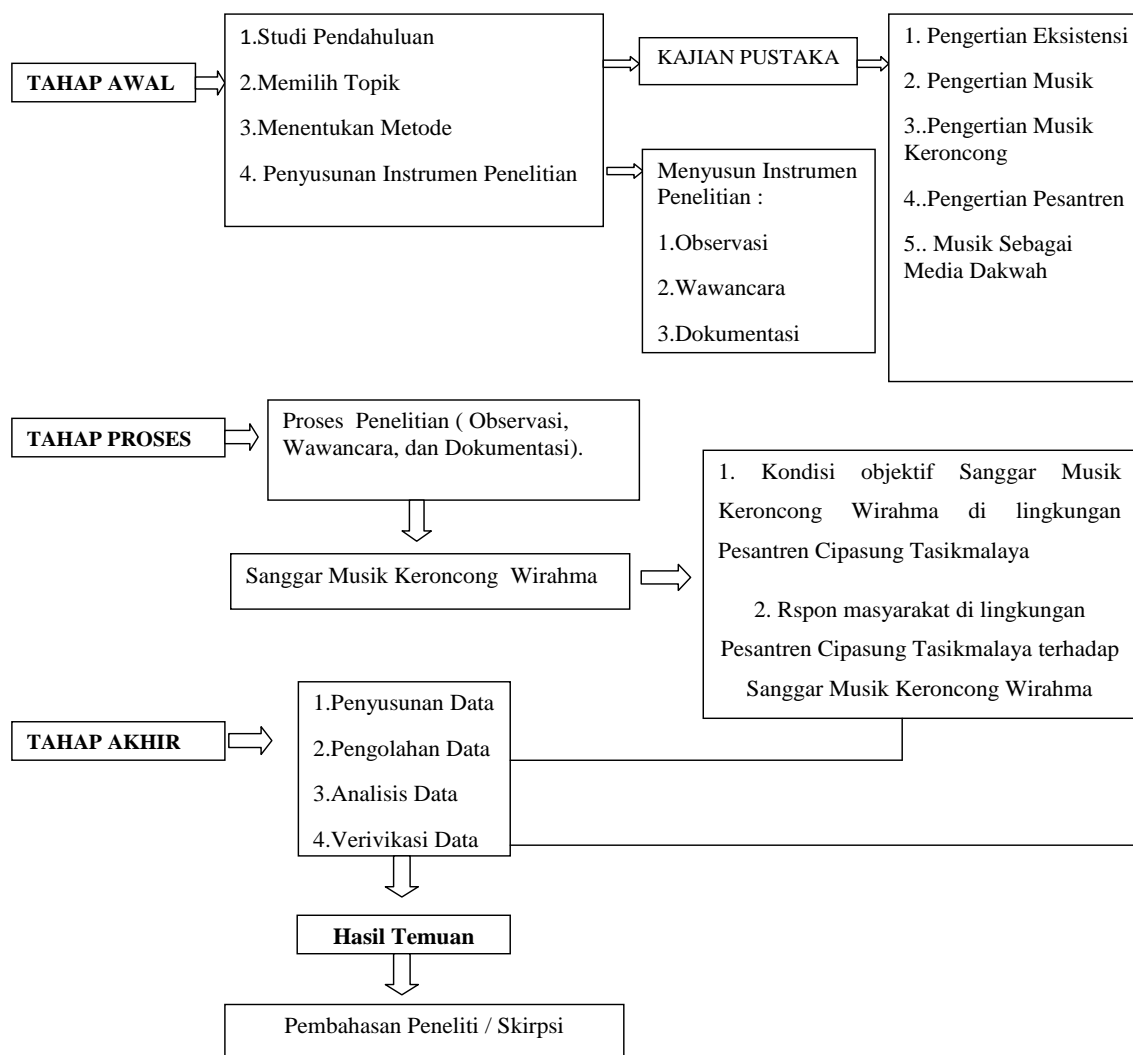 TAHAP AWAL
1.Studi Pendahuluan
2.Memilih Topik
3.Menentukan Metode
4. Penyusunan Instrumen Penelitian
KAJIAN PUSTAKA
1. Pengertian Eksistensi
2. Pengertian Musik
3..Pengertian Musik
Keroncong
4..Pengertian Pesantren
5.. Musik Sebagai
Media Dakwah
Menyusun Instrumen
Penelitian :
1.Observasi
2.Wawancara
3.Dokumentasi
TAHAP PROSES
Proses Penelitian ( Observasi,
Wawancara, dan Dokumentasi).
Sanggar Musik Keroncong Wirahma
1. Kondisi objektif Sanggar Musik
Keroncong Wirahma di lingkungan
Pesantren Cipasung Tasikmalaya
2. Rspon masyarakat di lingkungan
Pesantren Cipasung Tasikmalaya terhadap
Sanggar Musik Keroncong Wirahma
TAHAP AKHIR
1.Penyusunan Data
2.Pengolahan Data
3.Analisis Data
4.Verivikasi Data
Hasil Temuan
Pembahasan Peneliti / Skirpsi